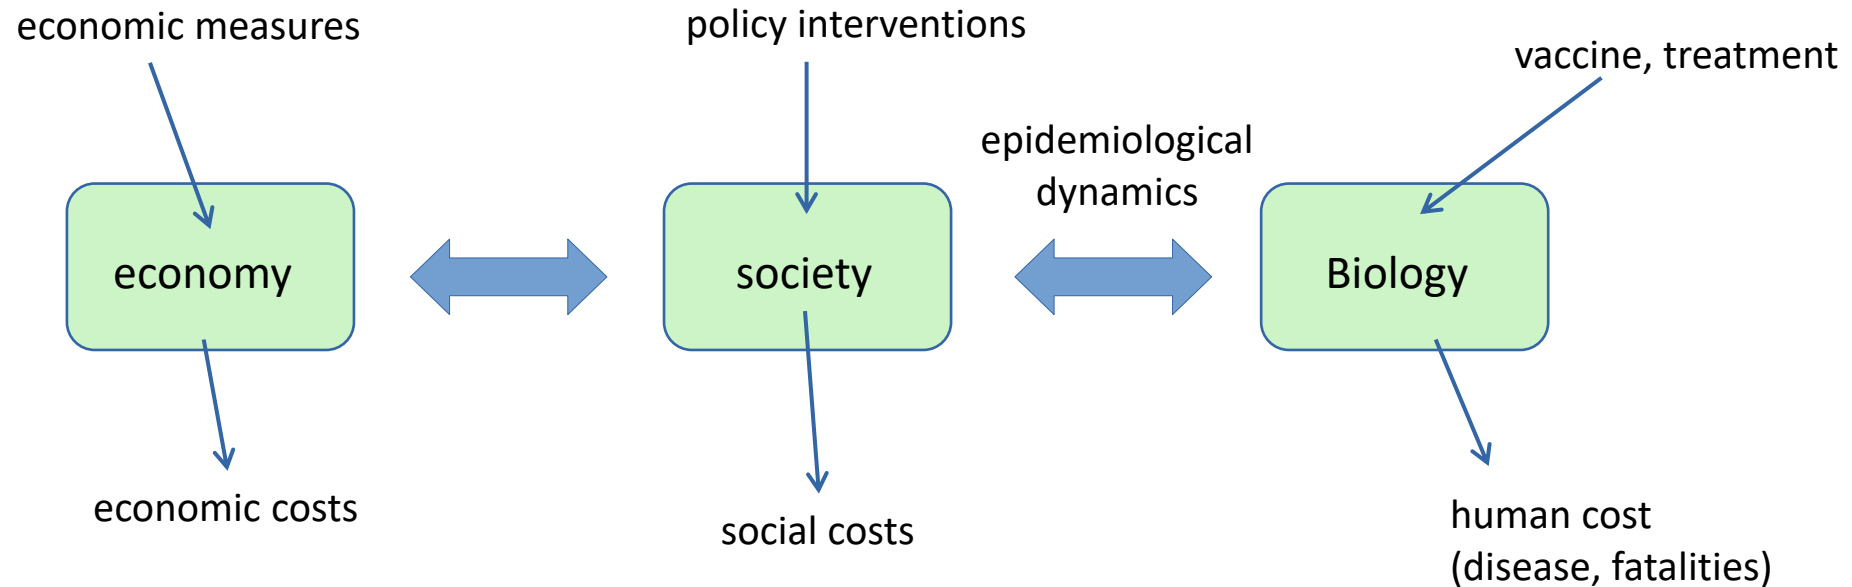 economic measures
policy interventions
vaccine, treatment
epidemiological
dynamics
economy
society
Biology
economic costs
social costs
human cost
(disease, fatalities)